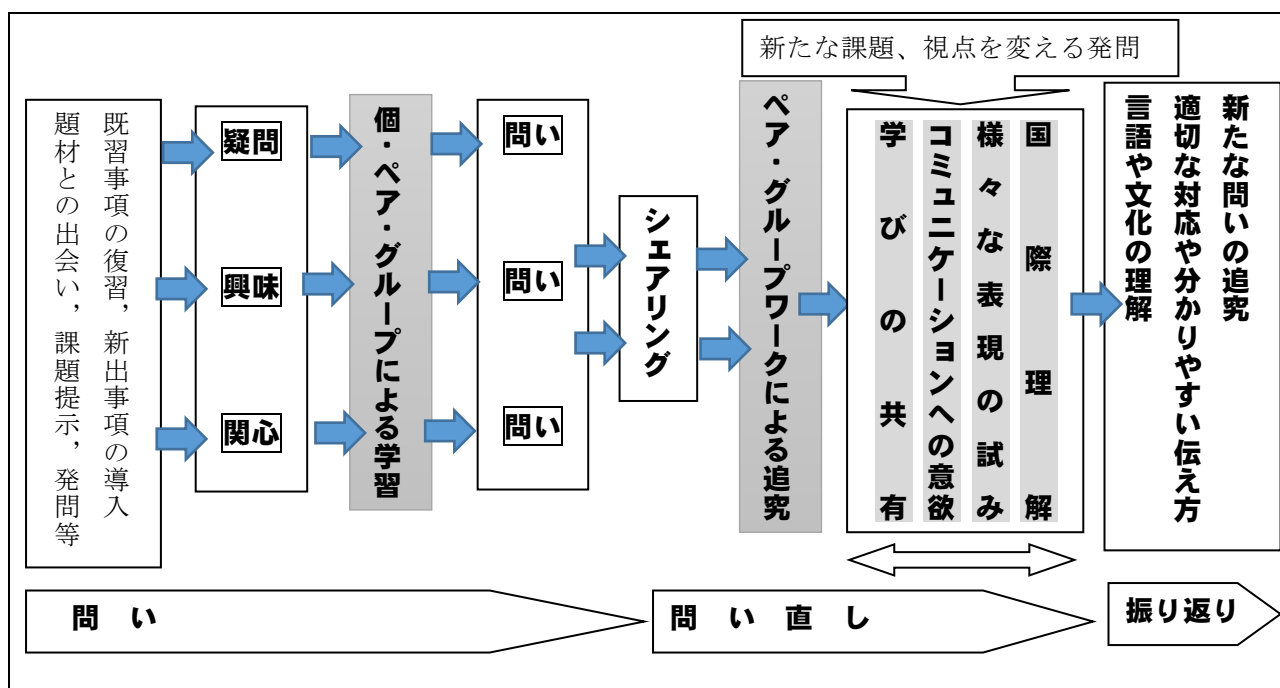 新たな課題、視点を変える発問
既習事項の復習，新出事項の導入
題材との出会い，課題提示，発問等
疑問
興味
関心
個・ペア・グループによる学習
問い
問い
問い
シェアリング
ペア・グループワークによる追究
国際理解
様々な表現の試み
コミュニケーションへの意欲
学びの共有
新たな問いの追究
適切な対応や分かりやすい伝え方
言語や文化の理解
問い
問い直し
振り返り